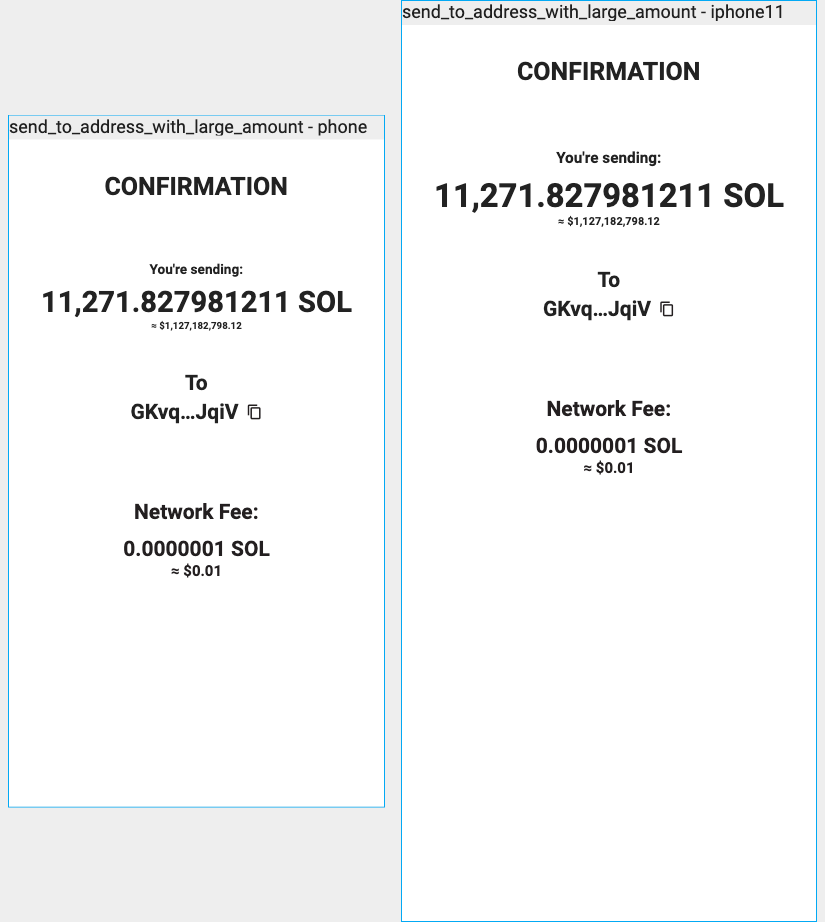 send_to_address_with_large_amount - phone
CONFIRMATION
You're sending:
11,271.827981211 SOL
≈ $1,127,182,798.12
To
GKvq...JqiV
Network Fee:
0.0000001 SOL
≈ $0.01
send_to_address_with_large_amount - iphone11
CONFIRMATION
You're sending:
11,271.827981211 SOL
≈ $1,127,182,798.12
To
GKvq...JqiV
Network Fee:
0.0000001 SOL
≈ $0.01